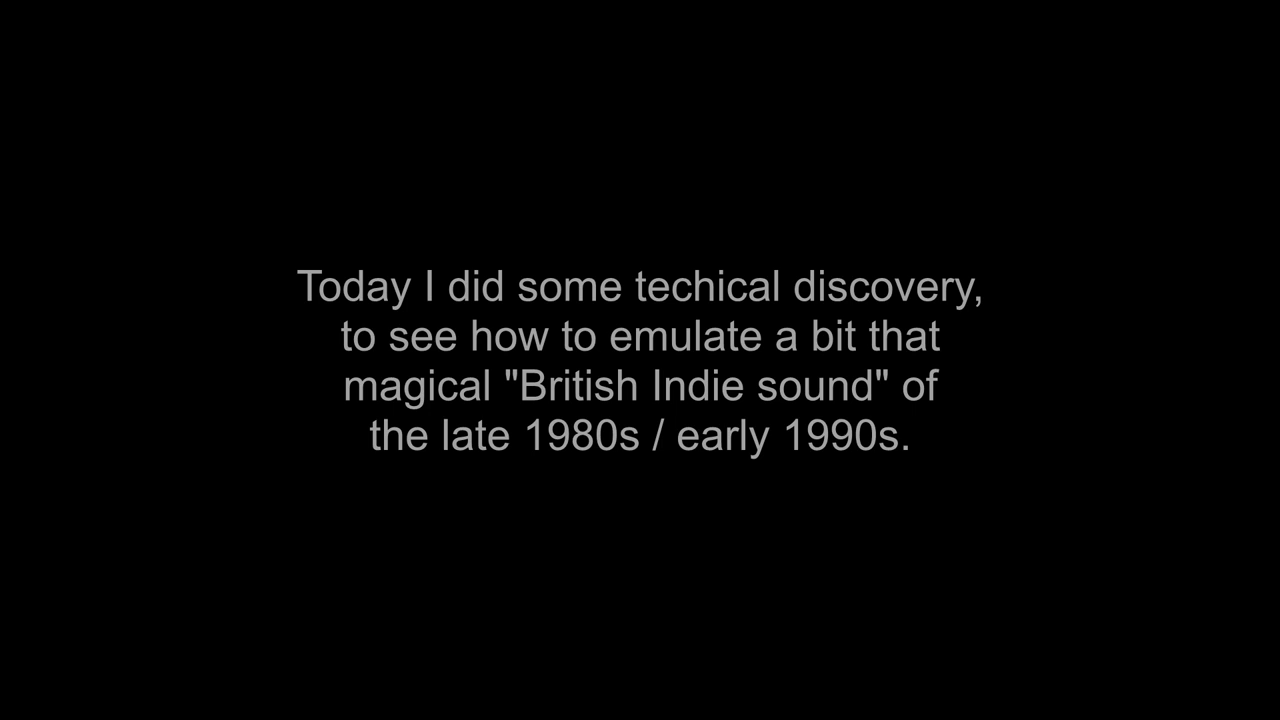 Today I did some techical discovery,
to see how to emulate a bit that
magical "British Indie sound" of
the late 1980s / early 1990s.